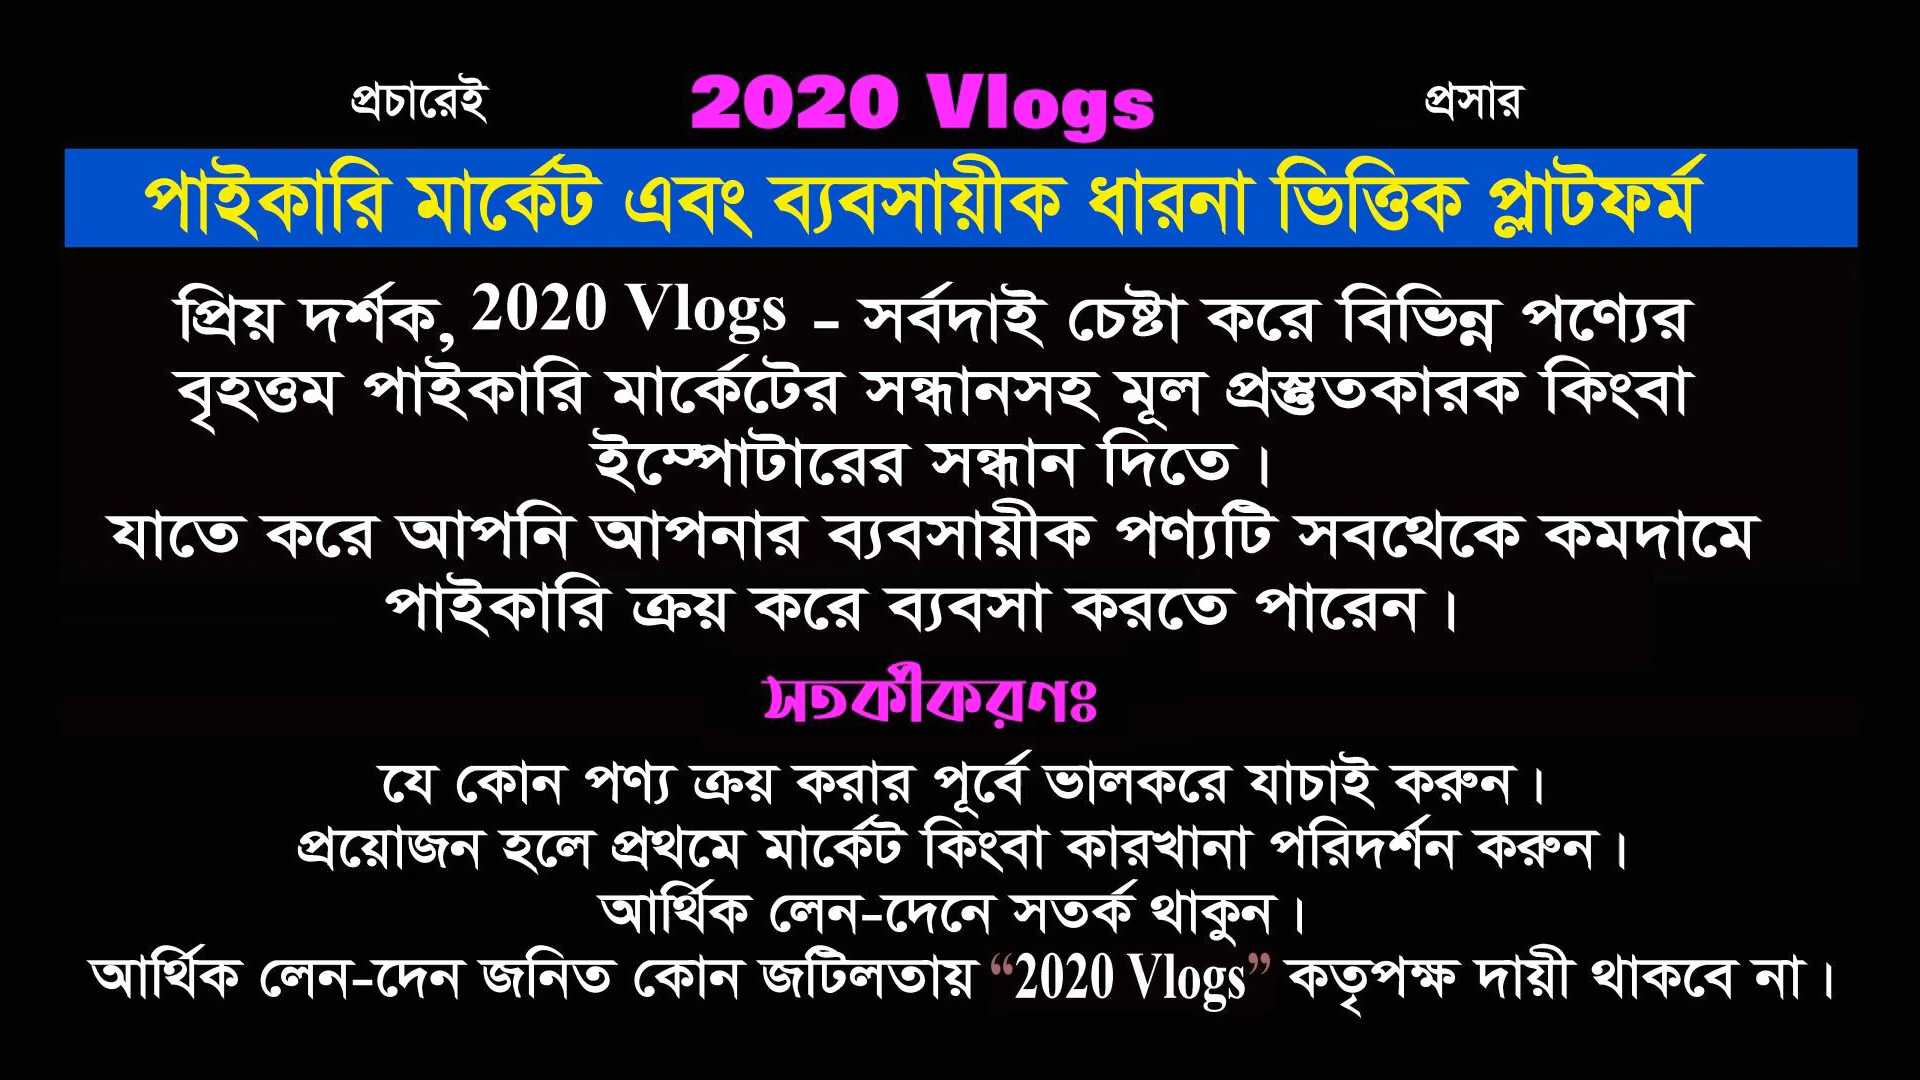 প্রচারেই 2020 Vlogs প্রসার
পাইকারি মার্কেট এবং ব্যবসায়ীক ধারনা ভিত্তিক প্লাটফর্ম
প্রিয় দর্শক, 2020 Vlogs - সর্বদাই চেষ্টা করে বিভিন্ন পণ্যের
বৃহত্তম পাইকারি মার্কেটের সন্ধানসহ মূল প্রস্তুতকারক কিংবা
ইম্পোটারের সন্ধান দিতে।
যাতে করে আপনি আপনার ব্যবসায়ীক পণ্যটি সবথেকে কমদামে
পাইকারি ক্রয় করে ব্যবসা করতে পারেন।
সতর্কীকরণঃ
যে কোন পণ্য ক্রয় করার পূর্বে ভালকরে যাচাই করুন।
প্রয়োজন হলে প্রথমে মার্কেট কিংবা কারখানা পরিদর্শন করুন।
আর্থিক লেন-দেনে সতর্ক থাকুন।
আর্থিক লেন-দেন জনিত কোন জটিলতায় “2020 Vlogs” কতৃপক্ষ দায়ী থাকবে না।